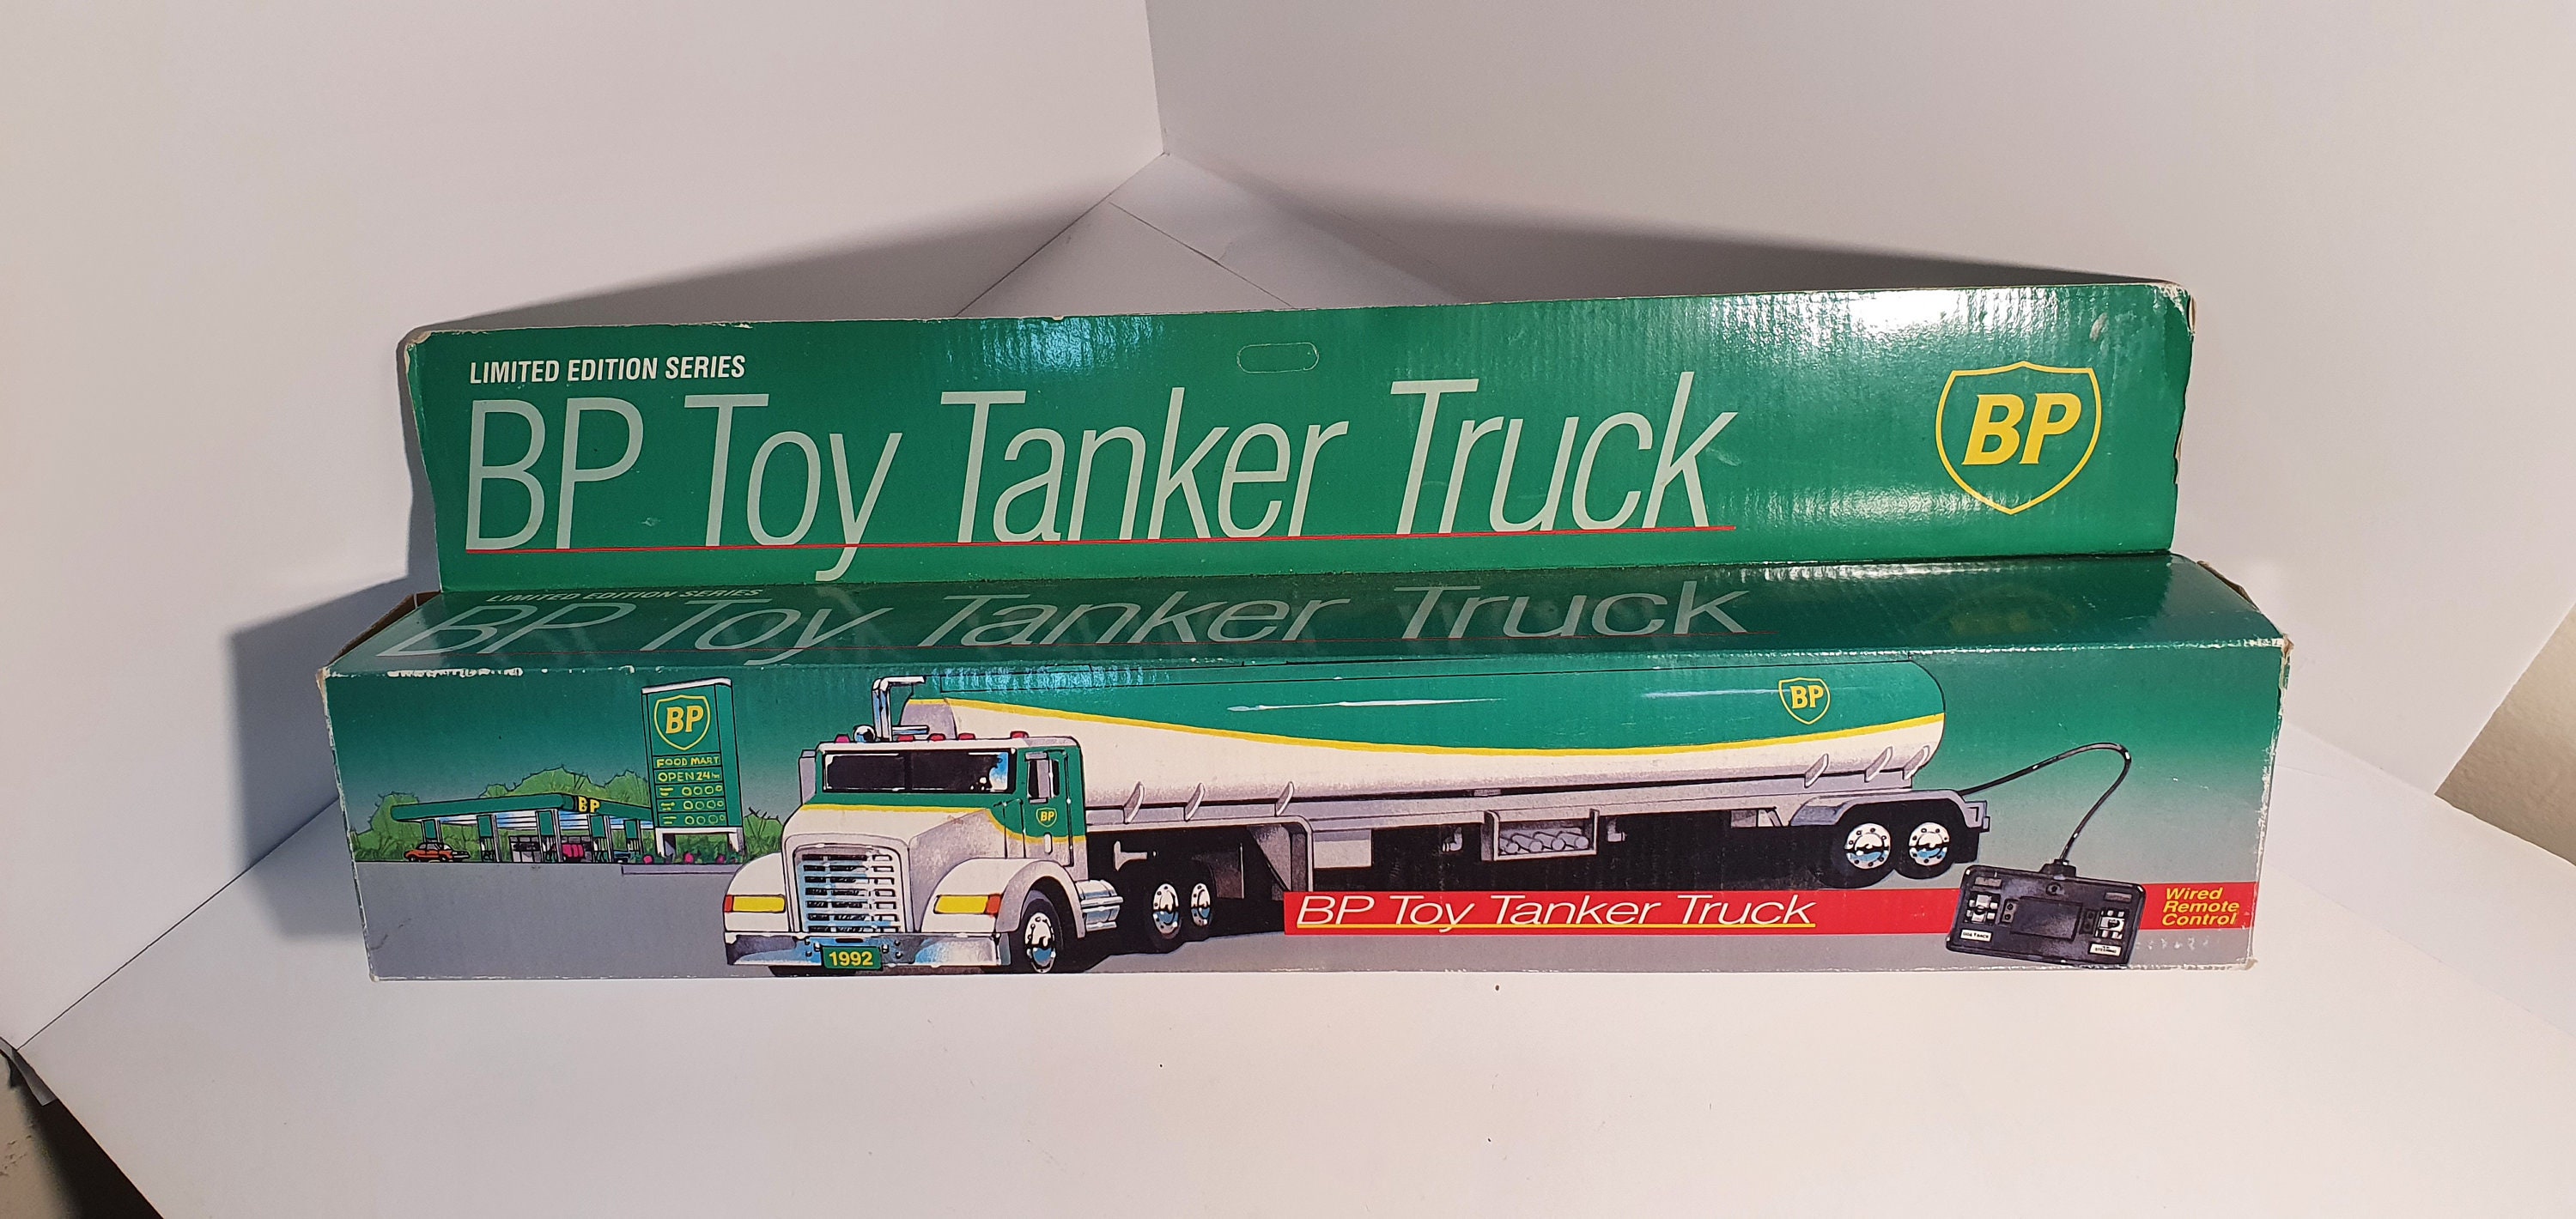 LIMITED EDITION SERIES
BP Toy Tanker Truck
BP
LIMITED EDITION SERIES
BP Toy Tanker Truck
BP
FOOD MART
OPEN 24 hr
BP
BP
BP
1992
BP Toy Tanker Truck
Wired
Remote
Control